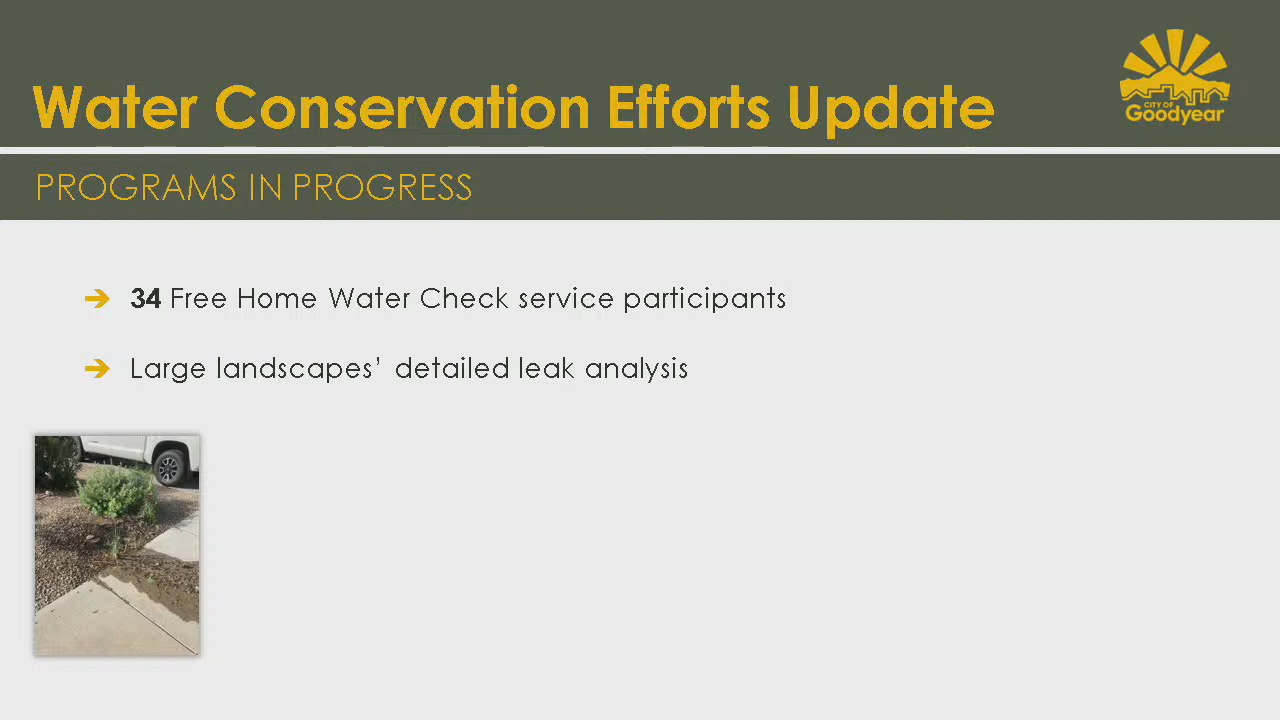 Water Conservation Efforts Update
CITY OF
Goodyear
PROGRAMS IN PROGRESS
34 Free Home Water Check service participants
Large landscapes’ detailed leak analysis